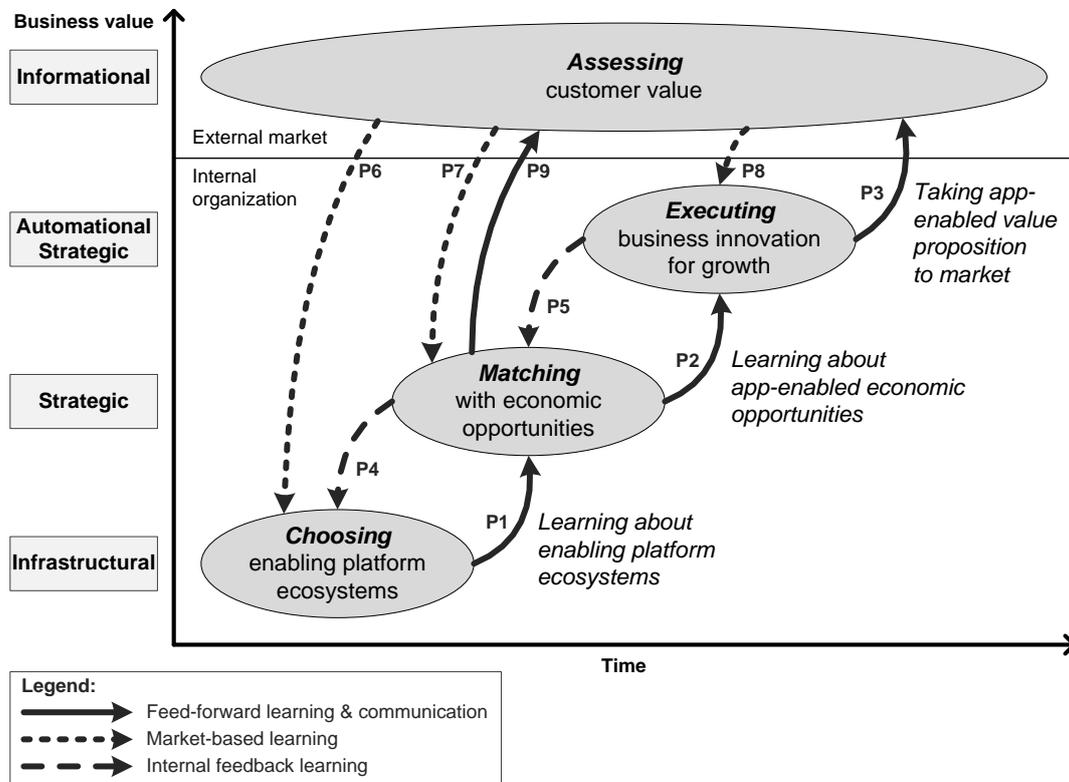 Business value
Informational
Assessing
customer value
External market
Internal
organization
P6
P7
P9
P8
P3
Taking app-
enabled value
proposition
to market
Automational
Strategic
Executing
business innovation
for growth
P5
P2
Learning about
app-enabled economic
opportunities
Strategic
Matching
with economic
opportunities
P4
P1
Learning about
enabling platform
ecosystems
Infrastructural
Choosing
enabling platform
ecosystems
Time
Legend:
Feed-forward learning & communication
Market-based learning
Internal feedback learning